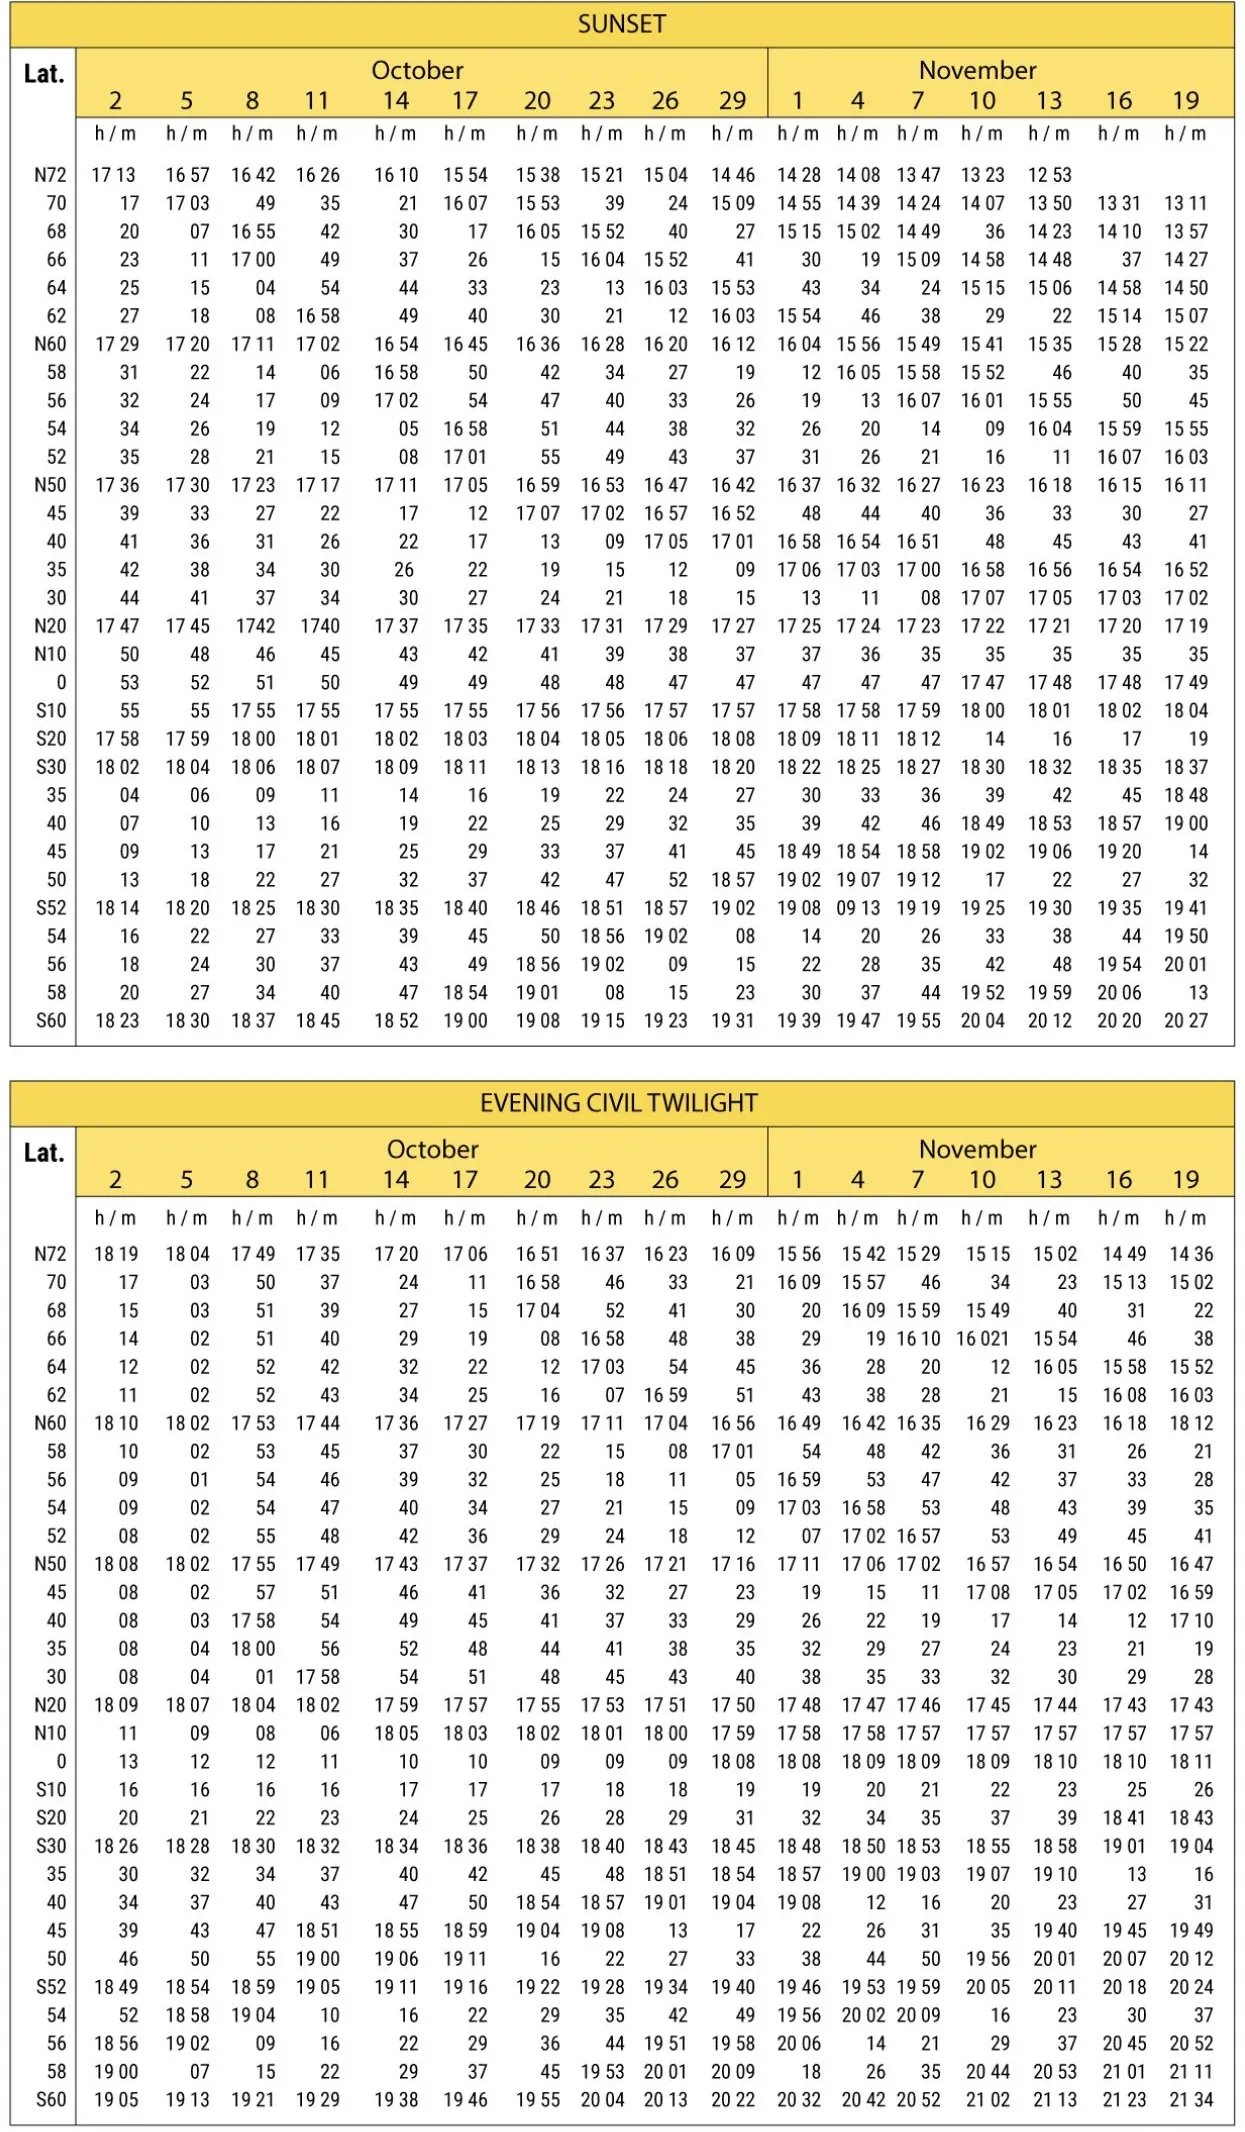 SUNSET
Lat. October November
2 5 8 11 14 17 20 23 26 29 1 4 7 10 13 16 19
h / m h / m h / m h / m h / m h / m h / m h / m h / m h / m h / m h / m h / m h / m h / m h / m h / m
N72 17 13 16 57 16 42 16 26 16 10 15 54 15 38 15 21 15 04 14 46 14 28 14 08 13 47 13 23 12 53
70 17 17 03 49 35 21 16 07 15 53 39 24 15 09 14 55 14 39 14 24 14 07 13 50 13 31 13 11
68 20 07 16 55 42 30 17 16 05 15 52 40 27 15 15 15 02 14 49 36 14 23 14 10 13 57
66 23 11 17 00 49 37 26 15 16 04 15 52 41 30 19 15 09 14 58 14 48 37 14 27
64 25 15 04 54 44 33 23 13 16 03 15 53 43 34 24 15 15 15 06 14 58 14 50
62 27 18 08 16 58 49 40 30 21 12 16 03 15 54 46 38 29 22 15 14 15 07
N60 17 29 17 20 17 11 17 02 16 54 16 45 16 36 16 28 16 20 16 12 16 04 15 56 15 49 15 41 15 35 15 28 15 22
58 31 22 14 06 16 58 50 42 34 27 19 12 16 05 15 58 15 52 46 40 35
56 32 24 17 09 17 02 54 47 40 33 26 19 13 16 07 16 01 15 55 50 45
54 34 26 19 12 05 16 58 51 44 38 32 26 20 14 09 16 04 15 59 15 55
52 35 28 21 15 08 17 01 55 49 43 37 31 26 21 16 11 16 07 16 03
N50 17 36 17 30 17 23 17 17 17 11 17 05 16 59 16 53 16 47 16 42 16 37 16 32 16 27 16 23 16 18 16 15 16 11
45 39 33 27 22 17 12 17 07 17 02 16 57 16 52 48 44 40 36 33 30 27
40 41 36 31 26 22 17 13 09 17 05 17 01 16 58 16 54 16 51 48 45 43 41
35 42 38 34 30 26 22 19 15 12 09 17 06 17 03 17 00 16 58 16 56 16 54 16 52
30 44 41 37 34 30 27 24 21 18 15 13 11 08 17 07 17 05 17 03 17 02
N20 17 47 17 45 1742 1740 17 37 17 35 17 33 17 31 17 29 17 27 17 25 17 24 17 23 17 22 17 21 17 20 17 19
N10 50 48 46 45 43 42 41 39 38 37 37 36 35 35 35 35 35
0 53 52 51 50 49 49 48 48 47 47 47 47 47 17 47 17 48 17 48 17 49
S10 55 55 17 55 17 55 17 55 17 55 17 56 17 56 17 57 17 57 17 58 17 58 17 59 18 00 18 01 18 02 18 04
S20 17 58 17 59 18 00 18 01 18 02 18 03 18 04 18 05 18 06 18 08 18 09 18 11 18 12 14 16 17 19
S30 18 02 18 04 18 06 18 07 18 09 18 11 18 13 18 16 18 18 18 20 18 22 18 25 18 27 18 30 18 32 18 35 18 37
35 04 06 09 11 14 16 19 22 24 27 30 33 36 39 42 45 18 48
40 07 10 13 16 19 22 25 29 32 35 39 42 46 18 49 18 53 18 57 19 00
45 09 13 17 21 25 29 33 37 41 45 18 49 18 54 18 58 19 02 19 06 19 20 14
50 13 18 22 27 32 37 42 47 52 18 57 19 02 19 07 19 12 17 22 27 32
S52 18 14 18 20 18 25 18 30 18 35 18 40 18 46 18 51 18 57 19 02 19 08 09 13 19 19 19 25 19 30 19 35 19 41
54 16 22 27 33 39 45 50 18 56 19 02 08 14 20 26 33 38 44 19 50
56 18 24 30 37 43 49 18 56 19 02 09 15 22 28 35 42 48 19 54 20 01
58 20 27 34 40 47 18 54 19 01 08 15 23 30 37 44 19 52 19 59 20 06 13
S60 18 23 18 30 18 37 18 45 18 52 19 00 19 08 19 15 19 23 19 31 19 39 19 47 19 55 20 04 20 12 20 20 20 27
EVENING CIVIL TWILIGHT
Lat. October November
2 5 8 11 14 17 20 23 26 29 1 4 7 10 13 16 19
h / m h / m h / m h / m h / m h / m h / m h / m h / m h / m h / m h / m h / m h / m h / m h / m h / m
N72 18 19 18 04 17 49 17 35 17 20 17 06 16 51 16 37 16 23 16 09 15 56 15 42 15 29 15 15 15 02 14 49 14 36
70 17 03 50 37 24 11 16 58 46 33 21 16 09 15 57 46 34 23 15 13 15 02
68 15 03 51 39 27 15 17 04 52 41 30 20 16 09 15 59 15 49 40 31 22
66 14 02 51 40 29 19 08 16 58 48 38 29 19 16 10 16 021 15 54 46 38
64 12 02 52 42 32 22 12 17 03 54 45 36 28 20 12 16 05 15 58 15 52
62 11 02 52 43 34 25 16 07 16 59 51 43 38 28 21 15 16 08 16 03
N60 18 10 18 02 17 53 17 44 17 36 17 27 17 19 17 11 17 04 16 56 16 49 16 42 16 35 16 29 16 23 16 18 18 12
58 10 02 53 45 37 30 22 15 08 17 01 54 48 42 36 31 26 21
56 09 01 54 46 39 32 25 18 11 05 16 59 53 47 42 37 33 28
54 09 02 54 47 40 34 27 21 15 09 17 03 16 58 53 48 43 39 35
52 08 02 55 48 42 36 29 24 18 12 07 17 02 16 57 53 49 45 41
N50 18 08 18 02 17 55 17 49 17 43 17 37 17 32 17 26 17 21 17 16 17 11 17 06 17 02 16 57 16 54 16 50 16 47
45 08 02 57 51 46 41 36 32 27 23 19 15 11 17 08 17 05 17 02 16 59
40 08 03 17 58 54 49 45 41 37 33 29 26 22 19 17 14 12 17 10
35 08 04 18 00 56 52 48 44 41 38 35 32 29 27 24 23 21 19
30 08 04 01 17 58 54 51 48 45 43 40 38 35 33 32 30 29 28
N20 18 09 18 07 18 04 18 02 17 59 17 57 17 55 17 53 17 51 17 50 17 48 17 47 17 46 17 45 17 44 17 43 17 43
N10 11 09 08 06 18 05 18 03 18 02 18 01 18 00 17 59 17 58 17 58 17 57 17 57 17 57 17 57 17 57
0 13 12 12 11 10 10 09 09 09 18 08 18 08 18 09 18 09 18 09 18 10 18 10 18 11
S10 16 16 16 16 17 17 17 18 18 19 19 20 21 22 23 25 26
S20 20 21 22 23 24 25 26 28 29 31 32 34 35 37 39 18 41 18 43
S30 18 26 18 28 18 30 18 32 18 34 18 36 18 38 18 40 18 43 18 45 18 48 18 50 18 53 18 55 18 58 19 01 19 04
35 30 32 34 37 40 42 45 48 18 51 18 54 18 57 19 00 19 03 19 07 19 10 13 16
40 34 37 40 43 47 50 18 54 18 57 19 01 19 04 19 08 12 16 20 23 27 31
45 39 43 47 18 51 18 55 18 59 19 04 19 08 13 17 22 26 31 35 19 40 19 45 19 49
50 46 50 55 19 00 19 06 19 11 16 22 27 33 38 44 50 19 56 20 01 20 07 20 12
S52 18 49 18 54 18 59 19 05 19 11 19 16 19 22 19 28 19 34 19 40 19 46 19 53 19 59 20 05 20 11 20 18 20 24
54 52 18 58 19 04 10 16 22 29 35 42 49 19 56 20 02 20 09 16 23 30 37
56 18 56 19 02 09 16 22 29 36 44 19 51 19 58 20 06 14 21 29 37 20 45 20 52
58 19 00 07 15 22 29 37 45 19 53 20 01 20 09 18 26 35 20 44 20 53 21 01 21 11
S60 19 05 19 13 19 21 19 29 19 38 19 46 19 55 20 04 20 13 20 22 20 32 20 42 20 52 21 02 21 13 21 23 21 34